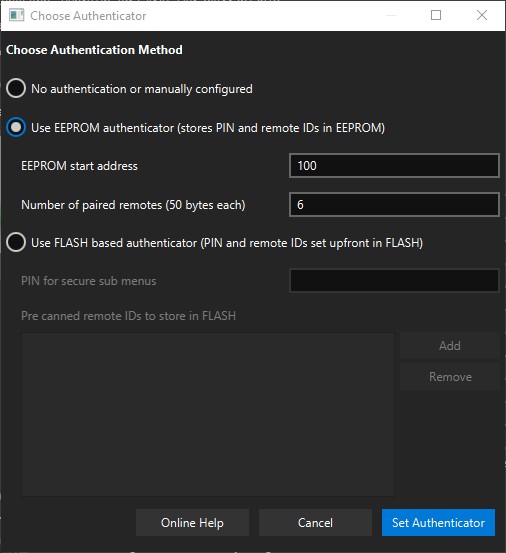 Choose Authenticator
Choose Authentication Method
No authentication or manually configured
Use EEPROM authenticator (stores PIN and remote IDs in EEPROM)
EEPROM start address
100
Number of paired remotes (50 bytes each)
6
Use FLASH based authenticator (PIN and remote IDs set upfront in FLASH)
PIN for secure sub menus
Pre canned remote IDs to store in FLASH
Add
Remove
Online Help
Cancel
Set Authenticator